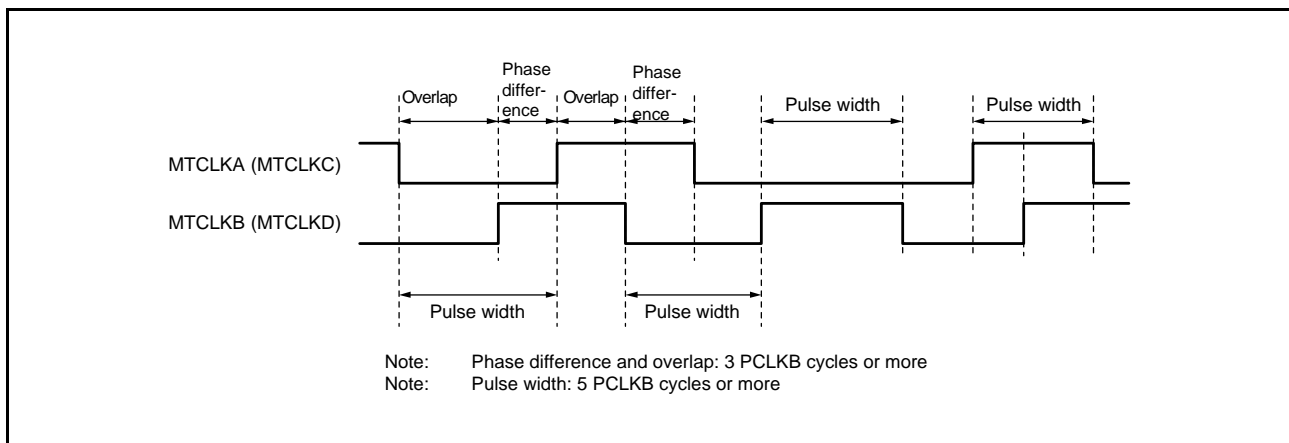 Overlap
Phase
differ-
ence
Overlap
Phase
differ-
ence
Pulse width
Pulse width
MTCLKA (MTCLKC)
MTCLKB (MTCLKD)
Pulse width
Pulse width
Note: Phase difference and overlap: 3 PCLKB cycles or more
Note: Pulse width: 5 PCLKB cycles or more